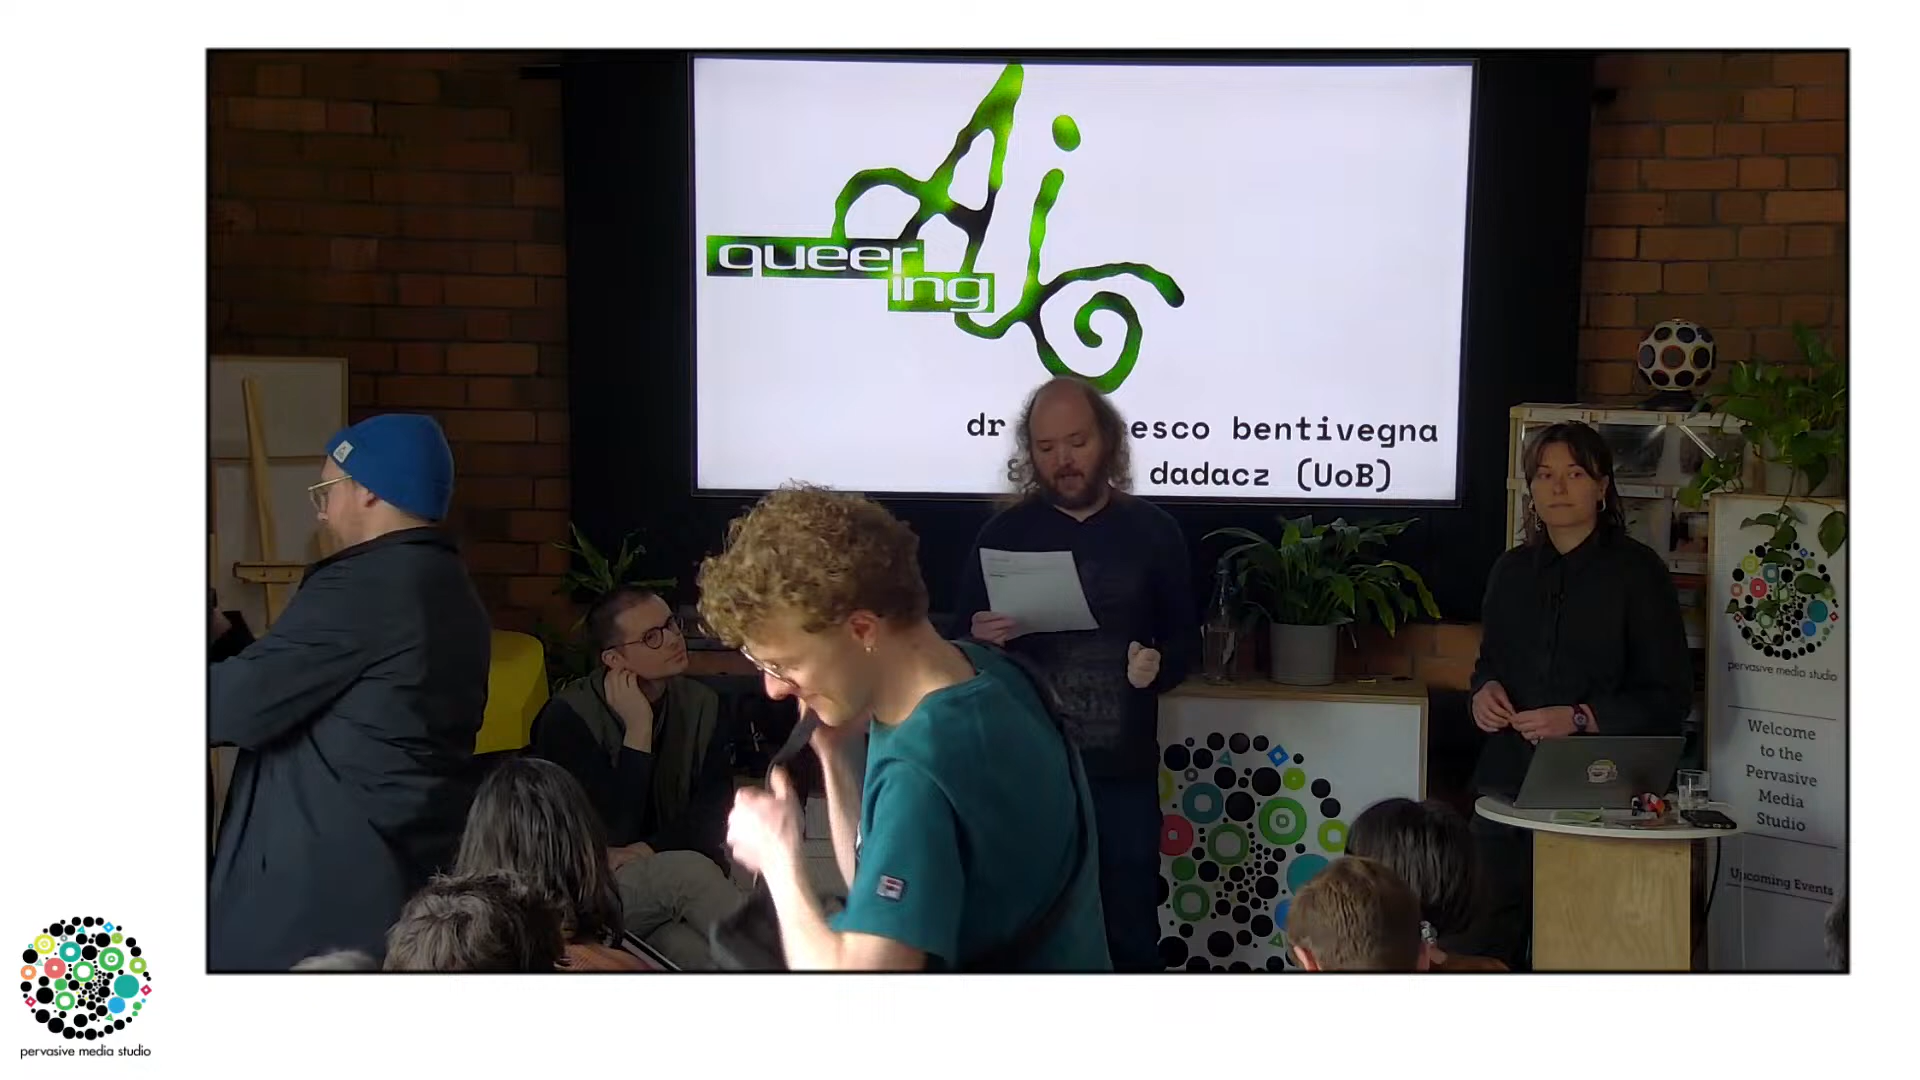 Ai
queer
ing
dr
esco bentivegna
&
dadacz (UoB)
pervasive media studio
Welcome
to the
Pervasive
Media
Studio
Upcoming Events
pervasive media studio